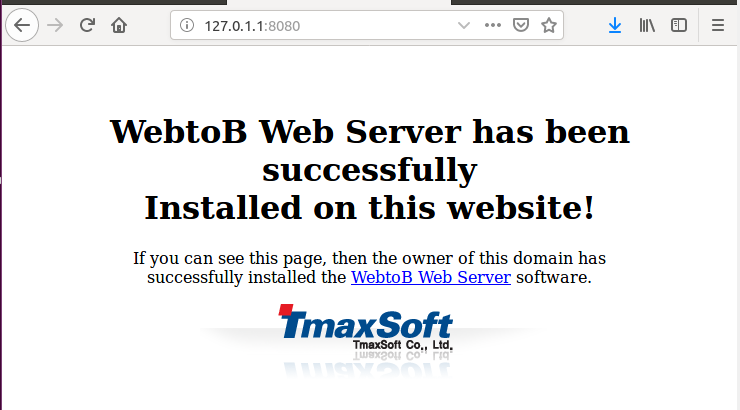 127.0.1.1:8080
WebtoB Web Server has been
successfully
Installed on this website!
If you can see this page, then the owner of this domain has
successfully installed the WebtoB Web Server software.
TmaxSoft
TmaxSoft Co., Ltd.